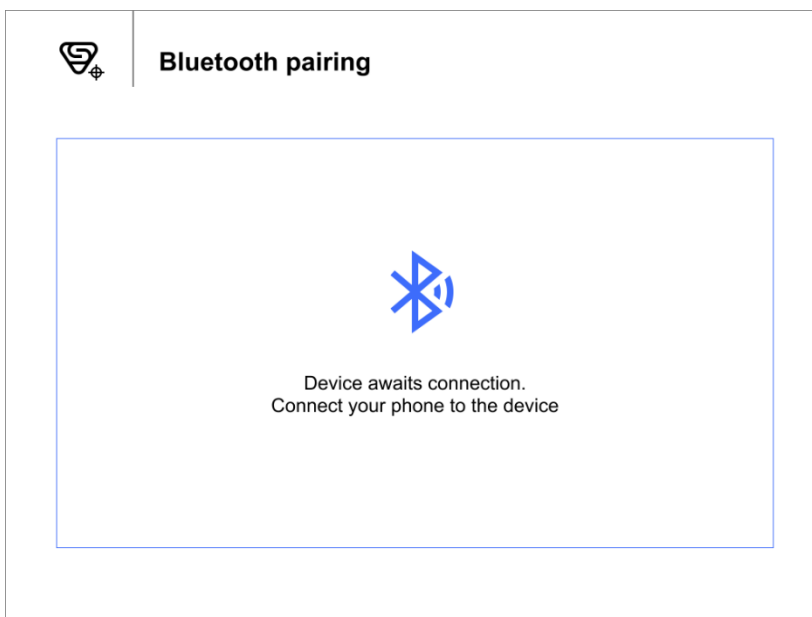 Bluetooth pairing
Device awaits connection.
Connect your phone to the device